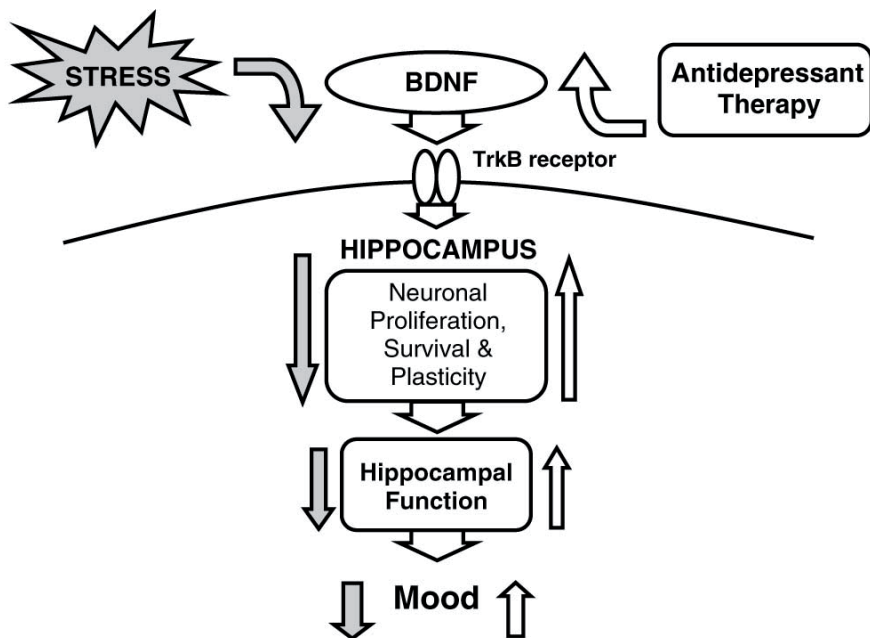 STRESS
BDNF
Antidepressant
Therapy
TrkB receptor
HIPPOCAMPUS
Neuronal
Proliferation,
Survival &
Plasticity
Hippocampal
Function
Mood